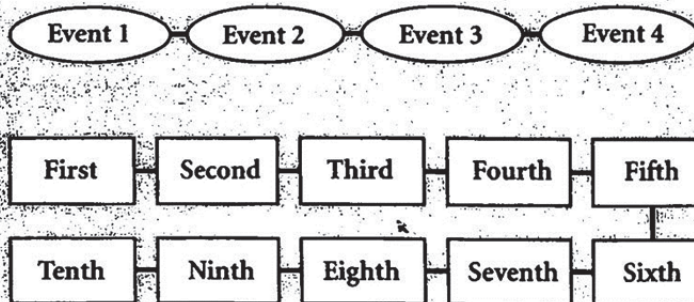 Event 1 Event 2 Event 3 Event 4
First Second Third Fourth Fifth
Tenth Ninth Eighth Seventh Sixth